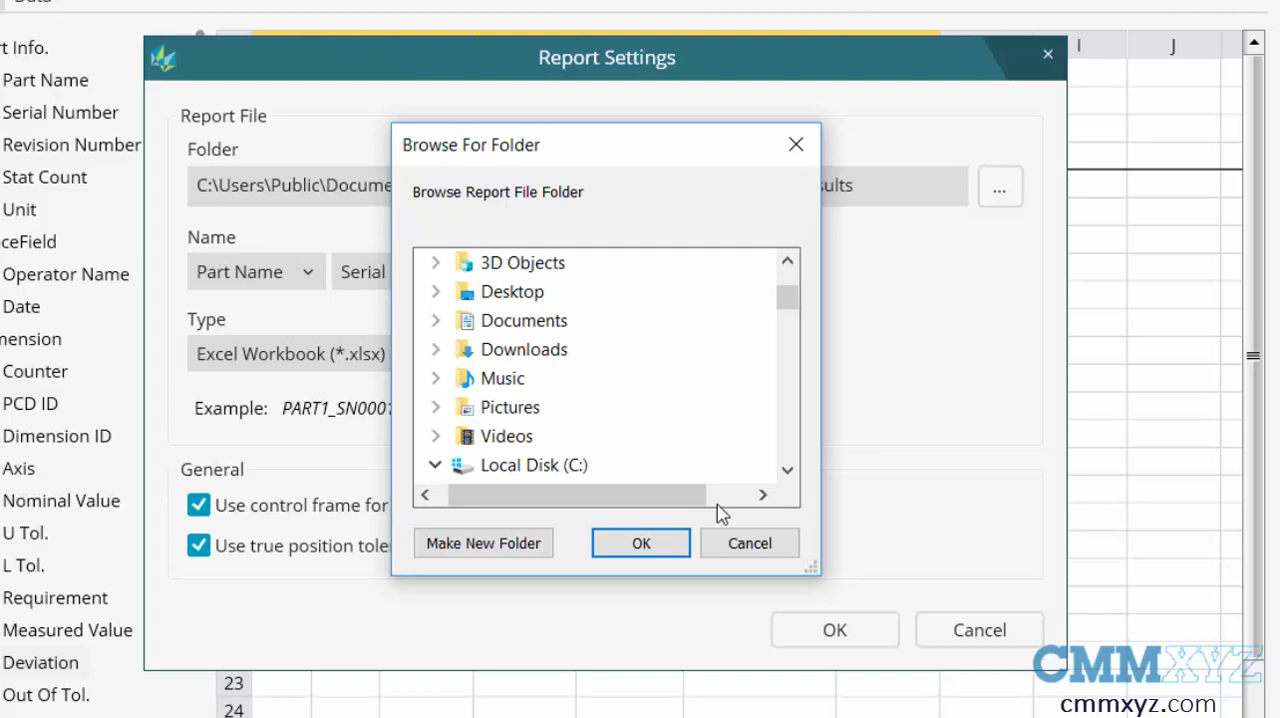 Data
rt Info.
Part Name
Serial Number
Revision Number
Stat Count
Unit
ceField
Operator Name
Date
mension
Counter
PCD ID
Dimension ID
Axis
Nominal Value
U Tol.
L Tol.
Requirement
Measured Value
Deviation
Out Of Tol.
I J
23
24
Report Settings
Report File
Folder
C:\Users\Public\Docume
sults
...
Name
Part Name
Serial
Type
Excel Workbook (*.xlsx)
Example: PART1_SN0001
General
Use control frame for
Use true position tole
OK Cancel
Browse For Folder
Browse Report File Folder
3D Objects
Desktop
Documents
Downloads
Music
Pictures
Videos
Local Disk (C:)
Make New Folder OK Cancel
CMMXYZ
cmmxyz.com